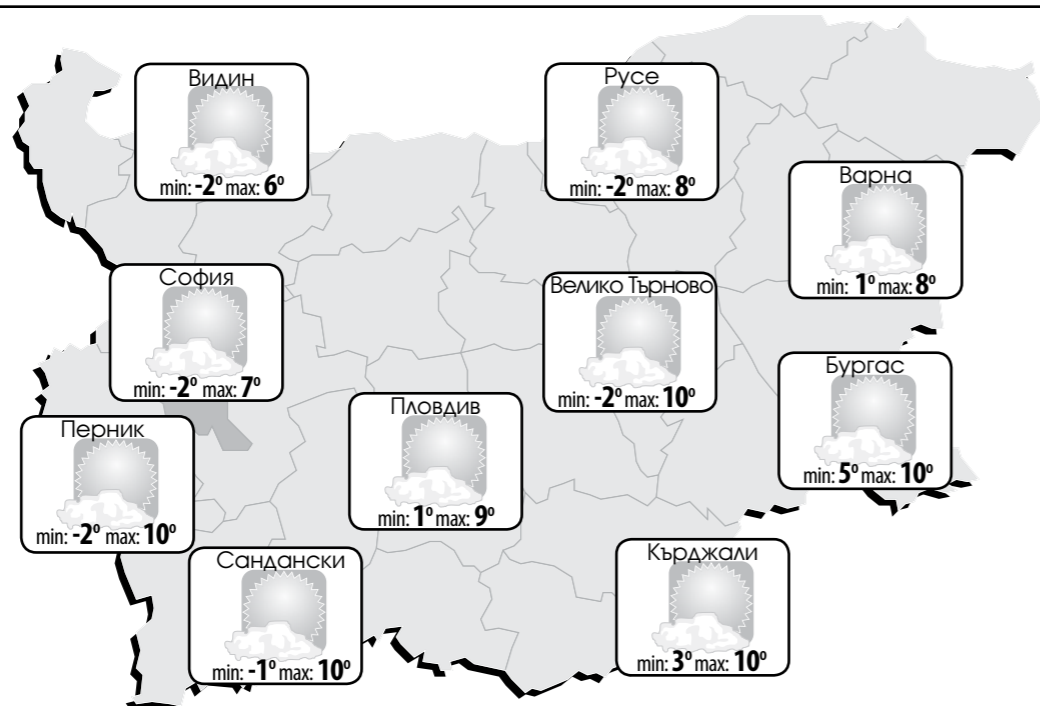 Видин
min: -2° max: 6°
Русе
min: -2° max: 8°
Варна
min: 1° max: 8°
София
min: -2° max: 7°
Велико Търново
min: -2° max: 10°
Бургас
min: 5° max: 10°
Пловдив
min: 1° max: 9°
Перник
min: -2° max: 10°
Сандански
min: -1° max: 10°
Кърджали
min: 3° max: 10°